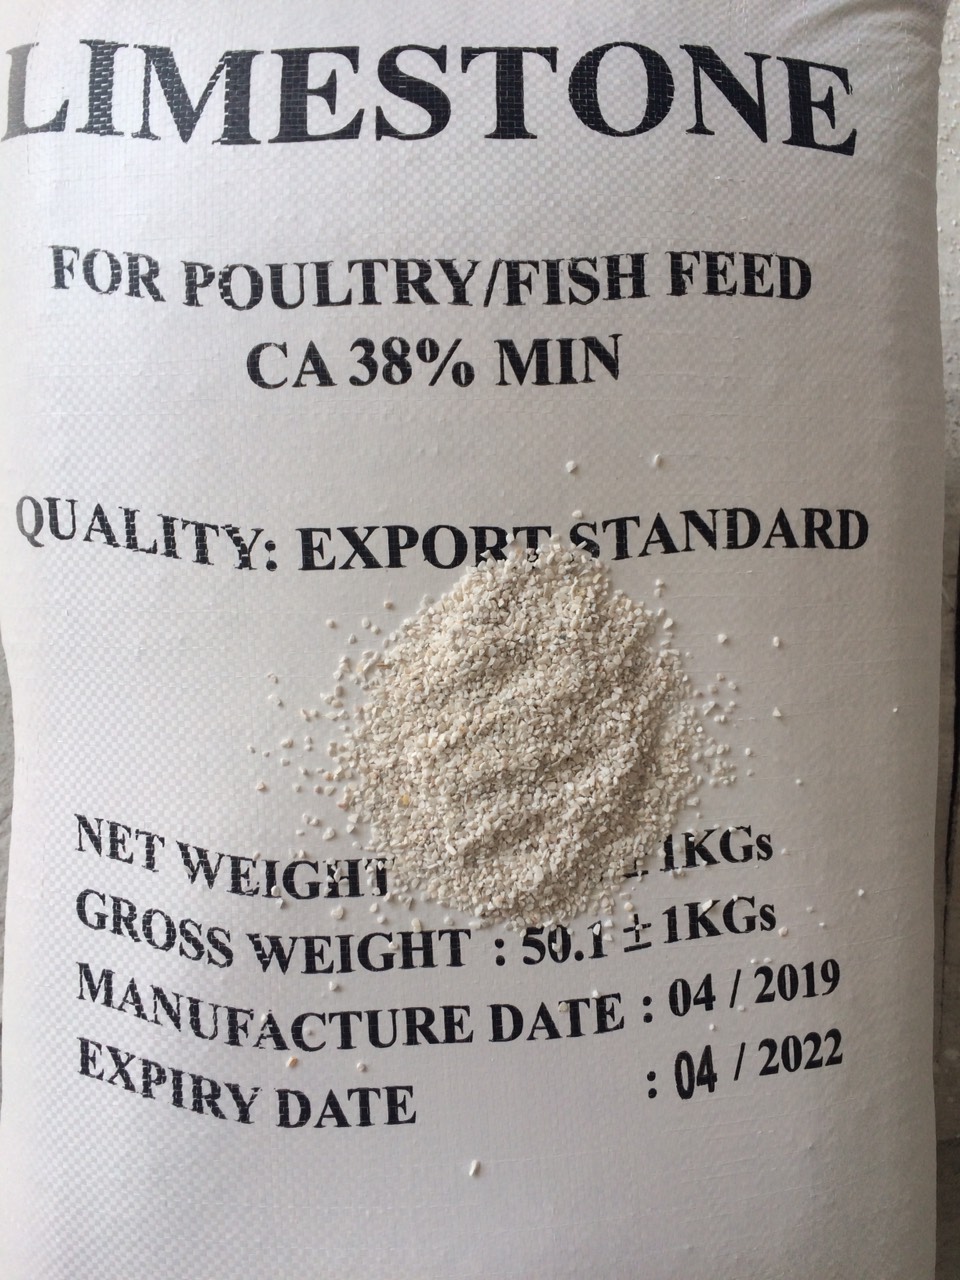 LIMESTONE
FOR POULTRY/FISH FEED
CA 38% MIN
QUALITY: EXPORT STANDARD
NET WEIGHT ± 1KGs
GROSS WEIGHT : 50.1 ± 1KGs
MANUFACTURE DATE : 04 / 2019
EXPIRY DATE : 04 / 2022